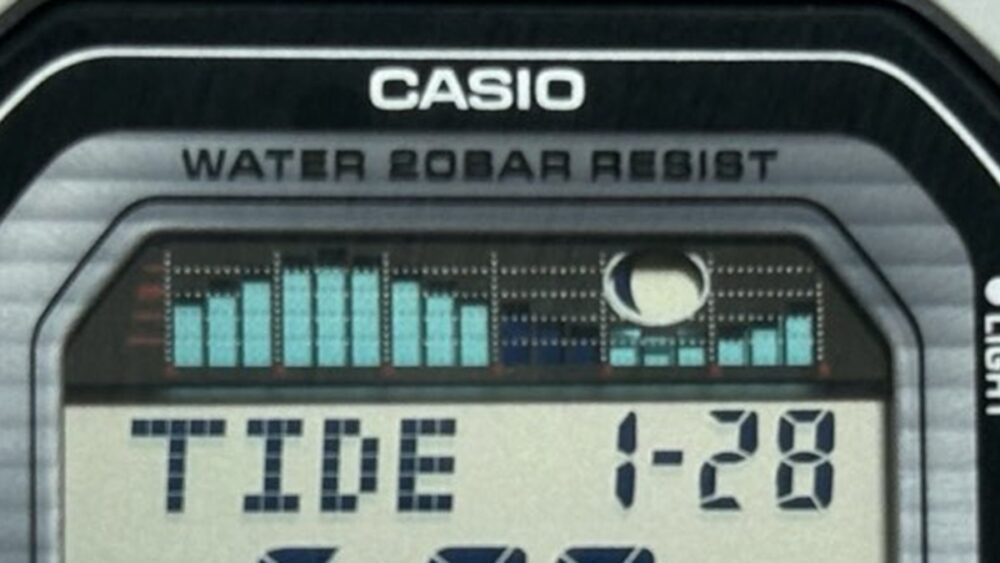 CASIO
WATER 20BAR RESIST
LIGHT
TIDE 1-28